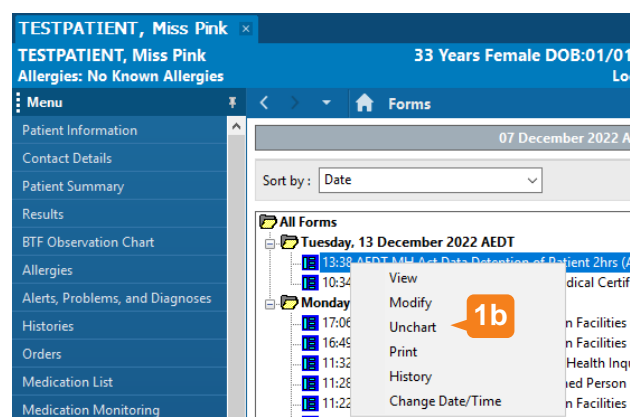 TESTPATIENT, Miss Pink ×
TESTPATIENT, Miss Pink
33 Years Female DOB:01/01
Allergies: No Known Allergies
Lo
Menu
Forms
Patient Information
Contact Details
Patient Summary
Results
BTF Observation Chart
Allergies
Alerts, Problems, and Diagnoses
Histories
Orders
Medication List
Medication Monitoring
07 December 2022 A
Sort by : Date
All Forms
Tuesday, 13 December 2022 AEDT
13:38 AEDT MH Act Data Detention of Patient 2hrs (A
10:34 dical Certif
Monday
17:06 n Facilities
16:49 n Facilities
11:32 Health Inqu
11:28 ned Person
11:22 n Facilities
View
Modify
Unchart
Print
History
Change Date/Time
1b